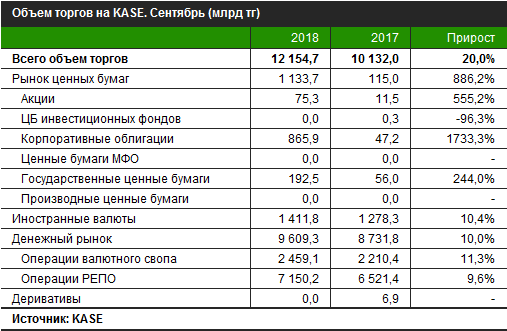 Объем торгов на KASE. Сентябрь (млрд тг)
2018 2017 Прирост
Всего объем торгов 12 154,7 10 132,0 20,0%
Рынок ценных бумаг 1 133,7 115,0 886,2%
Акции 75,3 11,5 555,2%
ЦБ инвестиционных фондов 0,0 0,3 -96,3%
Корпоративные облигации 865,9 47,2 1733,3%
Ценные бумаги МФО 0,0 0,0 -
Государственные ценные бумаги 192,5 56,0 244,0%
Производные ценные бумаги 0,0 0,0 -
Иностранные валюты 1 411,8 1 278,3 10,4%
Денежный рынок 9 609,3 8 731,8 10,0%
Операции валютного свопа 2 459,1 2 210,4 11,3%
Операции РЕПО 7 150,2 6 521,4 9,6%
Деривативы 0,0 6,9 -
Источник: KASE